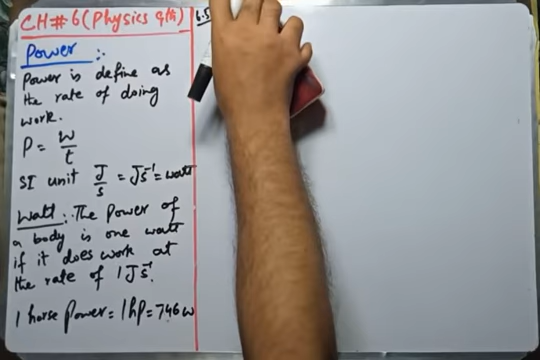 CH# 6 (Physics 9th)
6.5
Power :-
Power is define as
the rate of doing
work.
P = W/t
SI unit J/s = Js⁻¹ = watt
Watt :- The Power of
a body is one watt
if it does work at
the rate of 1 Js⁻¹.
1 horse Power = 1hp = 746 w